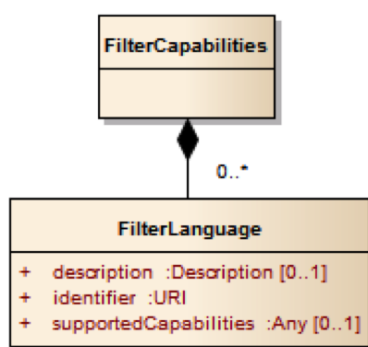 FilterCapabilities
0..*
FilterLanguage
+ description :Description [0..1]
+ identifier :URI
+ supportedCapabilities :Any [0..1]